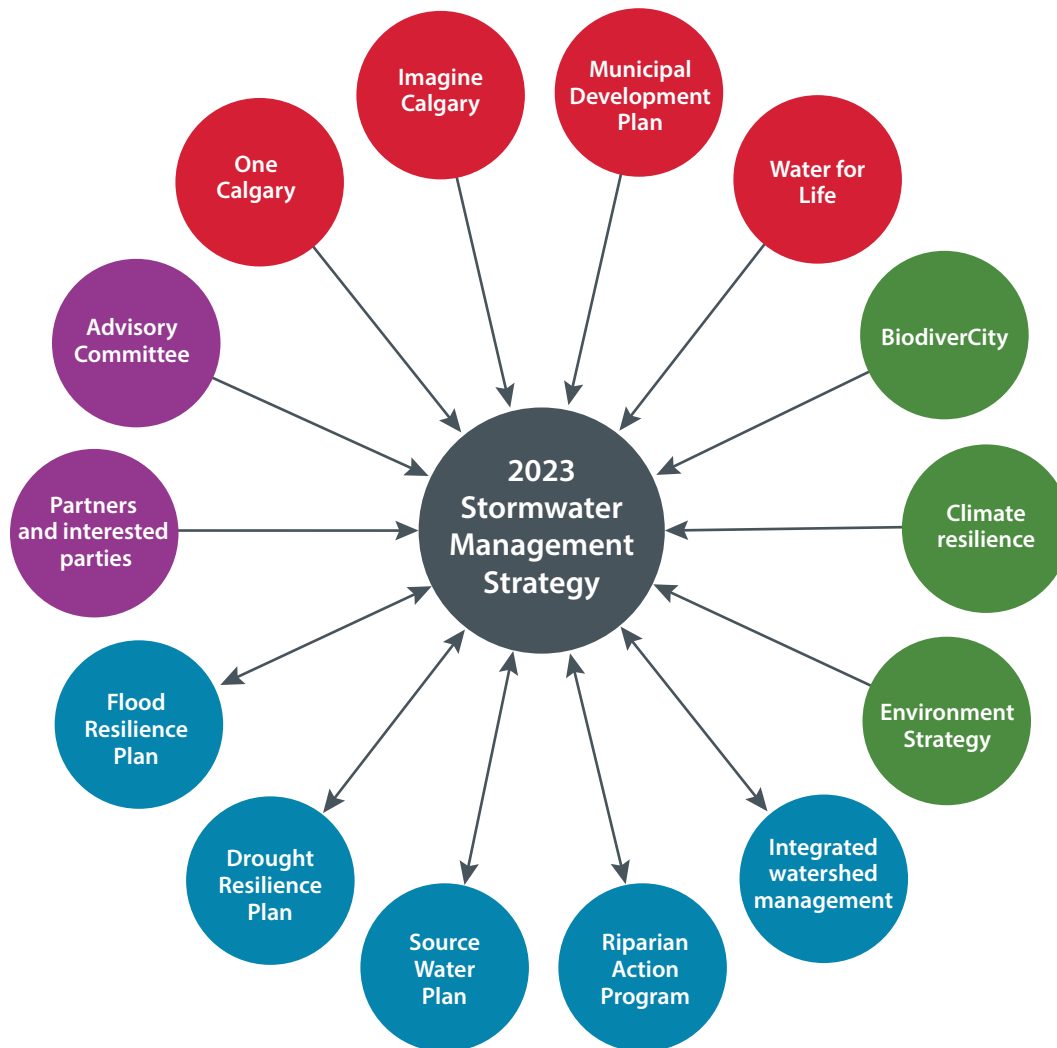 Imagine
Calgary
Municipal
Development
Plan
One
Calgary
Water for
Life
Advisory
Committee
BiodiverCity
2023
Stormwater
Management
Strategy
Partners
and interested
parties
Climate
resilience
Flood
Resilience
Plan
Environment
Strategy
Drought
Resilience
Plan
Integrated
watershed
management
Source
Water
Plan
Riparian
Action
Program